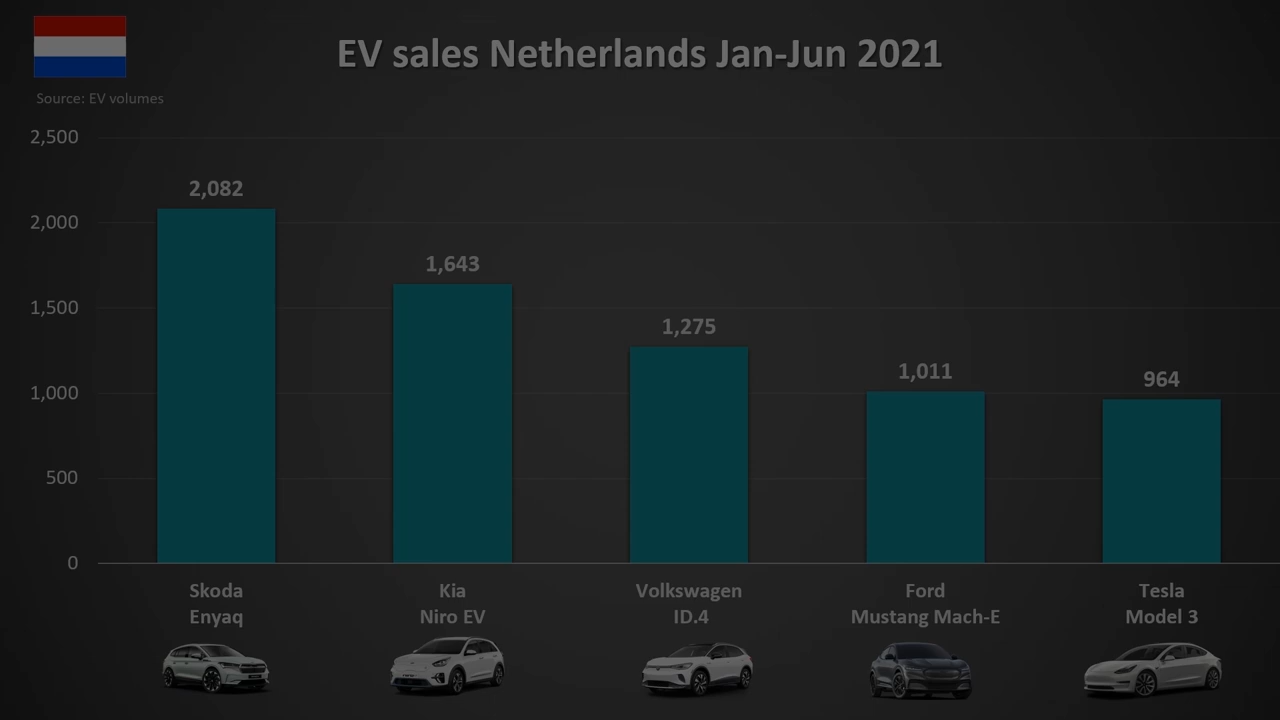 EV sales Netherlands Jan-Jun 2021
Source: EV volumes
2,500
2,000
1,500
1,000
500
0
2,082
1,643
1,275
1,011
964
Skoda
Enyaq
Kia
Niro EV
Volkswagen
ID.4
Ford
Mustang Mach-E
Tesla
Model 3